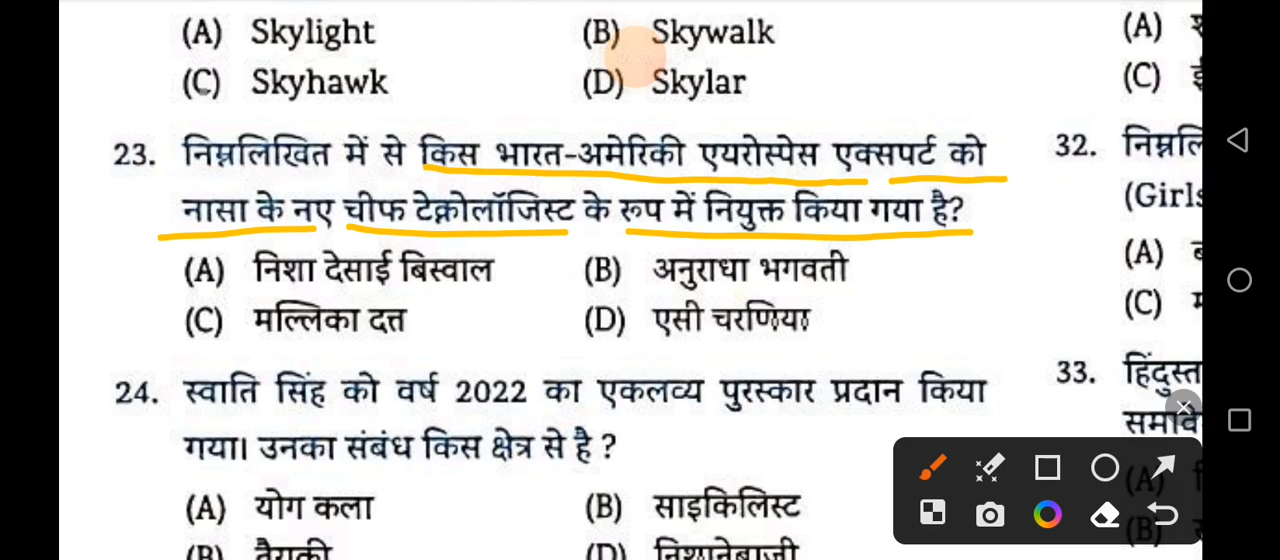 (A) Skylight (B) Skywalk
(C) Skyhawk (D) Skylar
23. निम्नलिखित में से किस भारत-अमेरिकी एयरोस्पेस एक्सपर्ट को
नासा के नए चीफ टेक्नोलॉजिस्ट के रूप में नियुक्त किया गया है?
(A) निशा देसाई बिस्वाल (B) अनुराधा भगवती
(C) मल्लिका दत्त (D) एसी चरणिया
24. स्वाति सिंह को वर्ष 2022 का एकलव्य पुरस्कार प्रदान किया
गया। उनका संबंध किस क्षेत्र से है ?
(A) योग कला (B) साइकिलिस्ट
(B) तैराकी (D) निशानेबाजी
(A)
(C)
32.
(Girls
(A)
(C)
33.
(A)
(B)